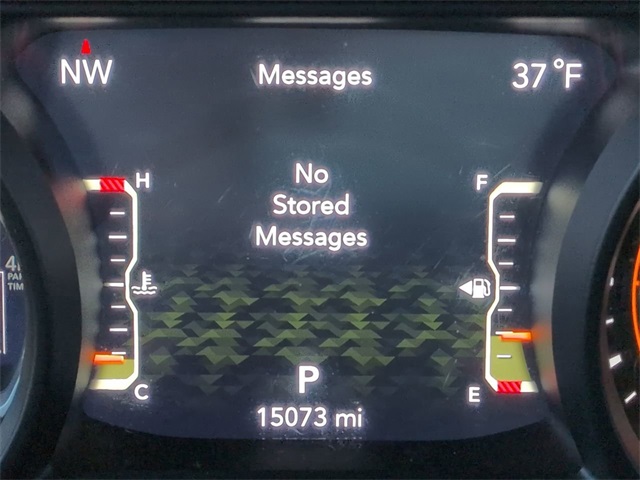 NW
Messages
37 °F
H
F
No
Stored
Messages
C
E
P
15073 mi